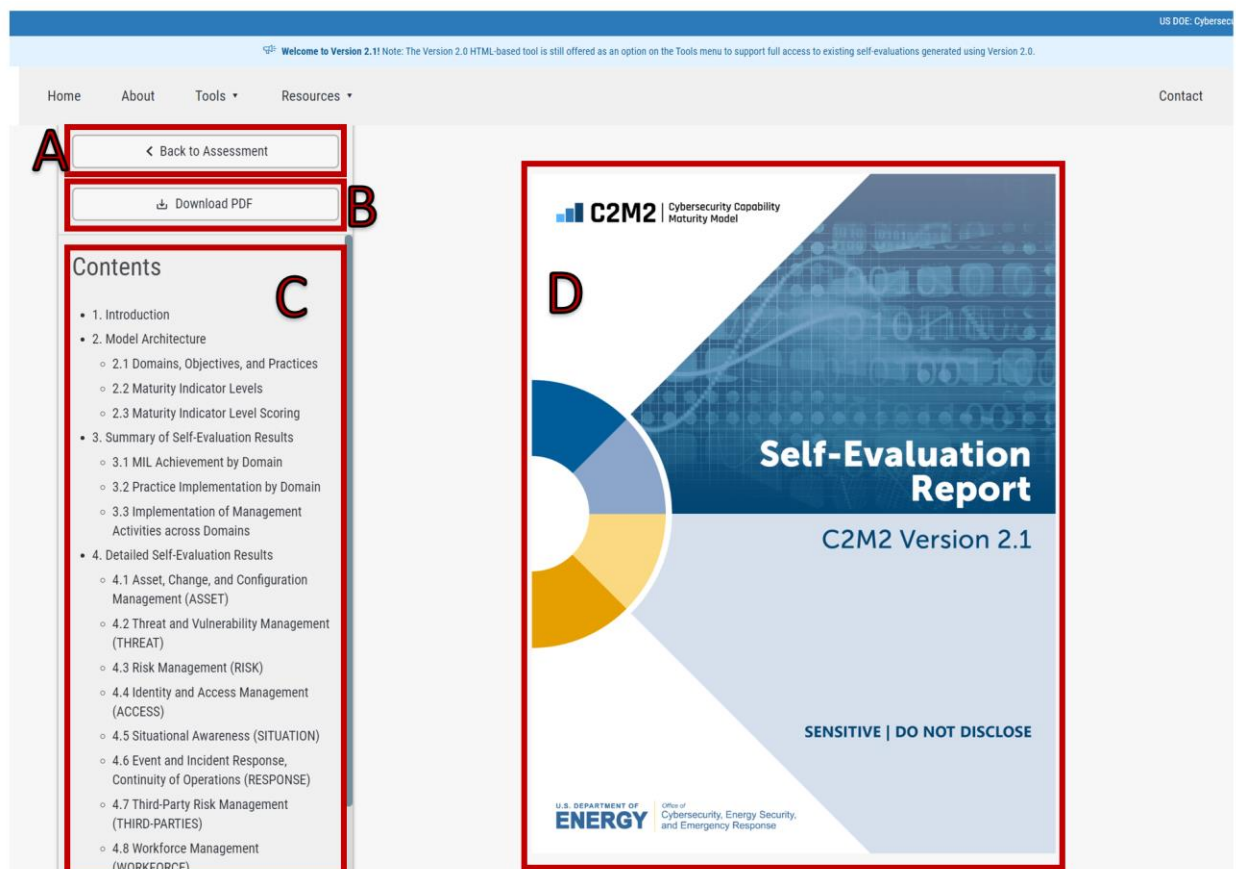 US DOE: Cybersecu
Welcome to Version 2.1! Note: The Version 2.0 HTML-based tool is still offered as an option on the Tools menu to support full access to existing self-evaluations generated using Version 2.0.
Home About Tools Resources Contact
A
Back to Assessment
Download PDF
B
Contents
C
• 1. Introduction
• 2. Model Architecture
◦ 2.1 Domains, Objectives, and Practices
◦ 2.2 Maturity Indicator Levels
◦ 2.3 Maturity Indicator Level Scoring
• 3. Summary of Self-Evaluation Results
◦ 3.1 MIL Achievement by Domain
◦ 3.2 Practice Implementation by Domain
◦ 3.3 Implementation of Management
Activities across Domains
• 4. Detailed Self-Evaluation Results
◦ 4.1 Asset, Change, and Configuration
Management (ASSET)
◦ 4.2 Threat and Vulnerability Management
(THREAT)
◦ 4.3 Risk Management (RISK)
◦ 4.4 Identity and Access Management
(ACCESS)
◦ 4.5 Situational Awareness (SITUATION)
◦ 4.6 Event and Incident Response,
Continuity of Operations (RESPONSE)
◦ 4.7 Third-Party Risk Management
(THIRD-PARTIES)
◦ 4.8 Workforce Management
(WORKFORCE)
C2M2 | Cybersecurity Capability
Maturity Model
D
Self-Evaluation
Report
C2M2 Version 2.1
SENSITIVE | DO NOT DISCLOSE
U.S. DEPARTMENT OF
ENERGY
Office of
Cybersecurity, Energy Security,
and Emergency Response